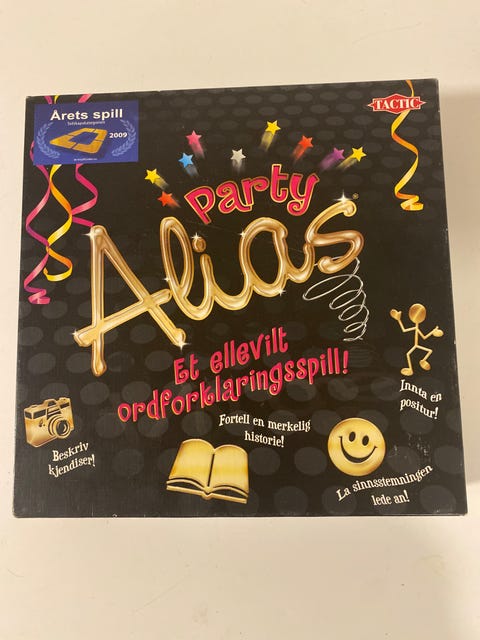 Årets spill
Selskapskategorien
2009
TACTIC
Party
Alias®
Et ellevilt
ordforklaringsspill!
Innta en
positur!
Fortell en merkelig
historie!
Beskriv
kjendiser!
La sinnsstemningen
lede an!